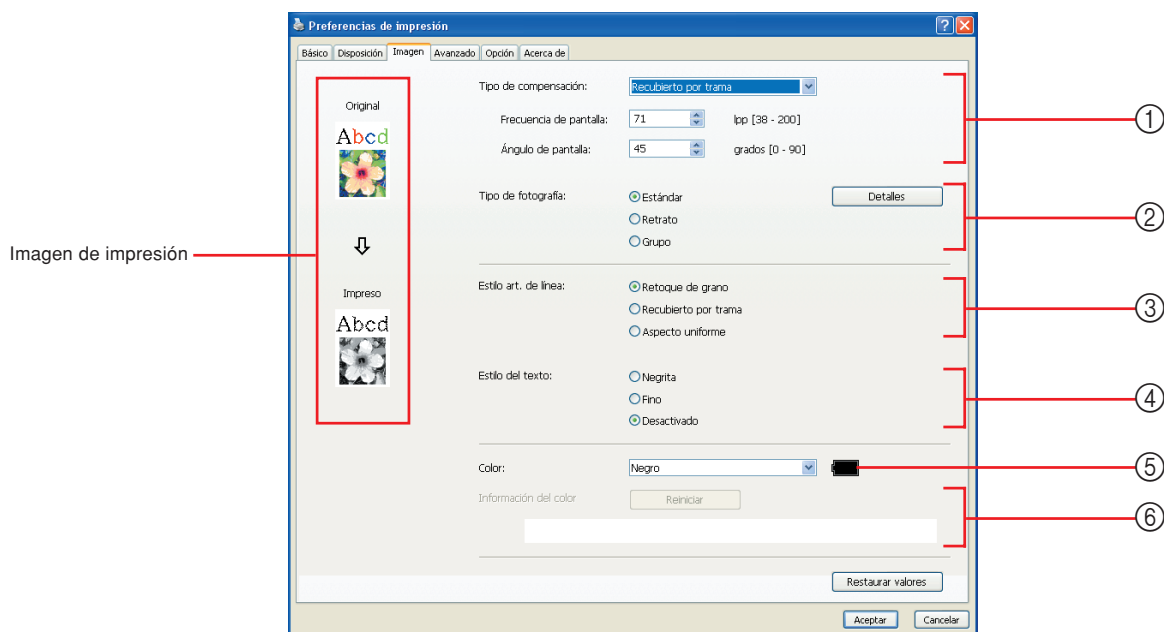 Preferencias de impresión
Básico Disposición Imagen Avanzado Opción Acerca de
Tipo de compensación: Recubierto por trama
Frecuencia de pantalla: 71 lpp [38 - 200]
Ángulo de pantalla: 45 grados [0 - 90]
①
Original
Abcd
Tipo de fotografía: Estándar Detalles
Retrato
Grupo
②
Imagen de impresión
Impreso
Abcd
Estilo art. de línea: Retoque de grano
Recubierto por trama
Aspecto uniforme
③
Estilo del texto: Negrita
Fino
Desactivado
④
Color: Negro
⑤
Información del color Reiniciar
⑥
Restaurar valores
Aceptar Cancelar